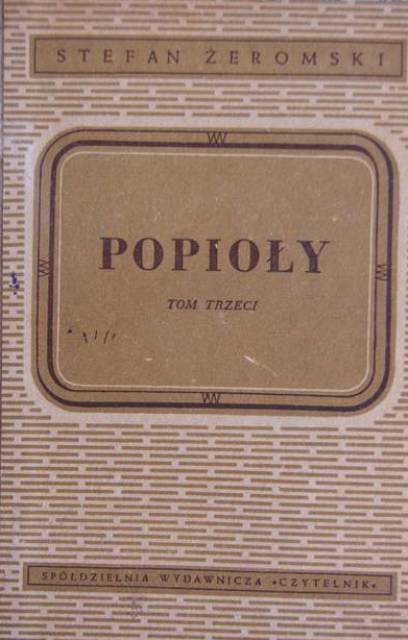 STEFAN ŻEROMSKI
POPIOŁY
TOM TRZECI
SPÓŁDZIELNIA WYDAWNICZA «CZYTELNIK»